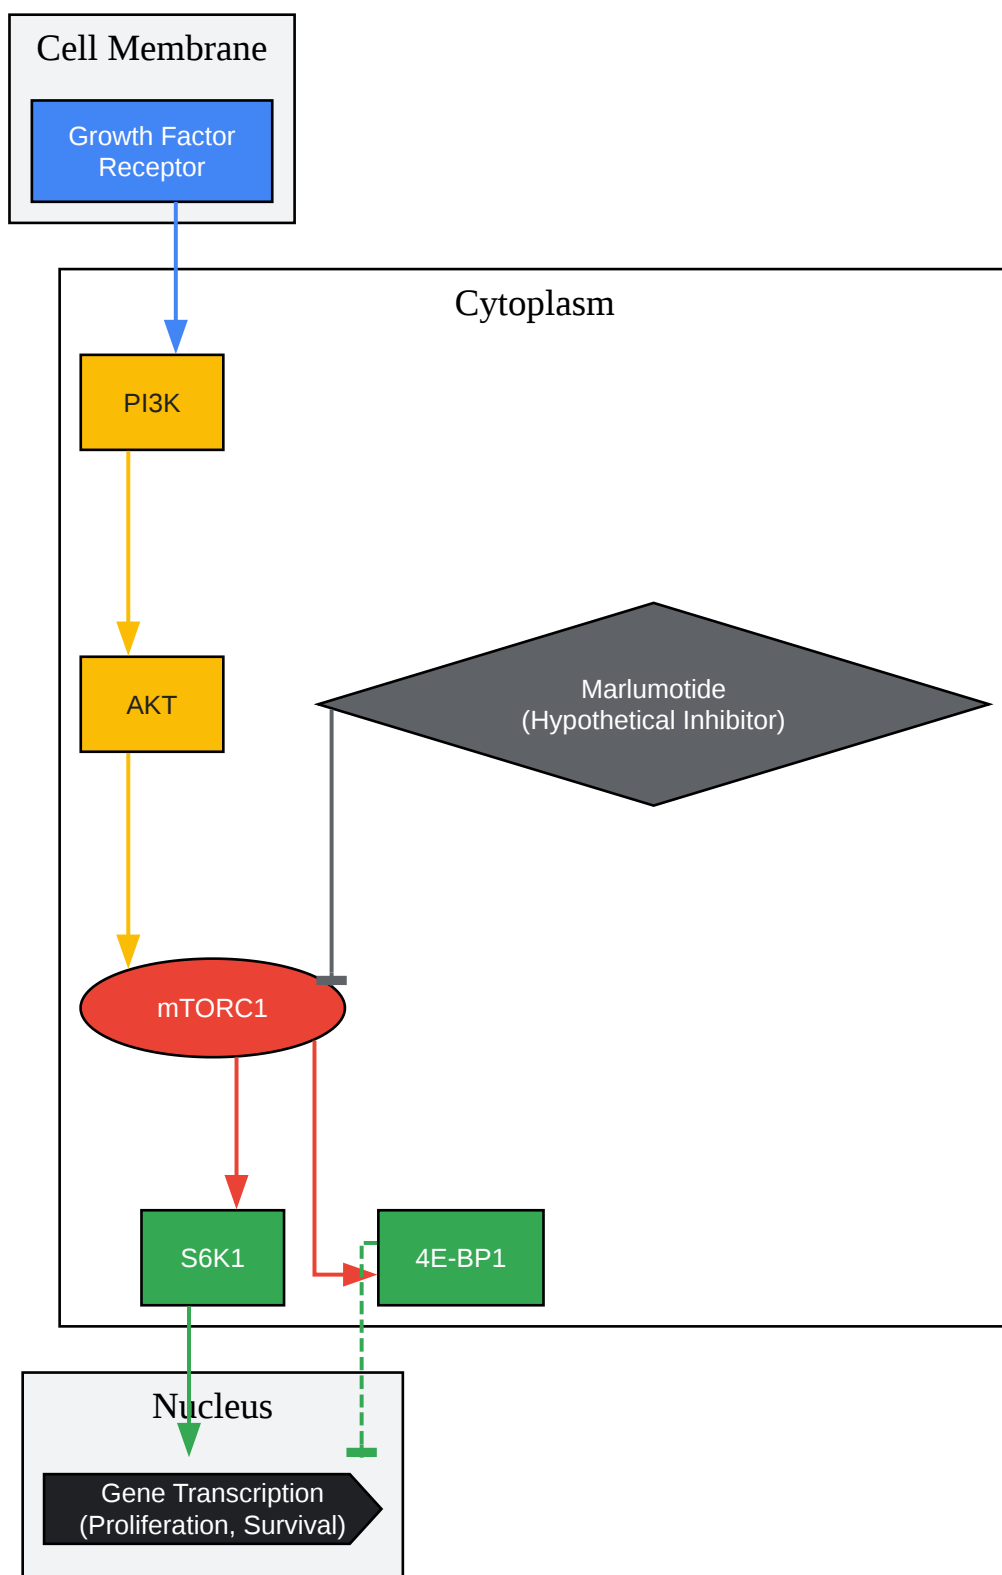 Cell Membrane
Growth Factor
Receptor
Cytoplasm
PI3K
AKT
Marlumotide
(Hypothetical Inhibitor)
mTORC1
S6K1
4E-BP1
Nucleus
Gene Transcription
(Proliferation, Survival)